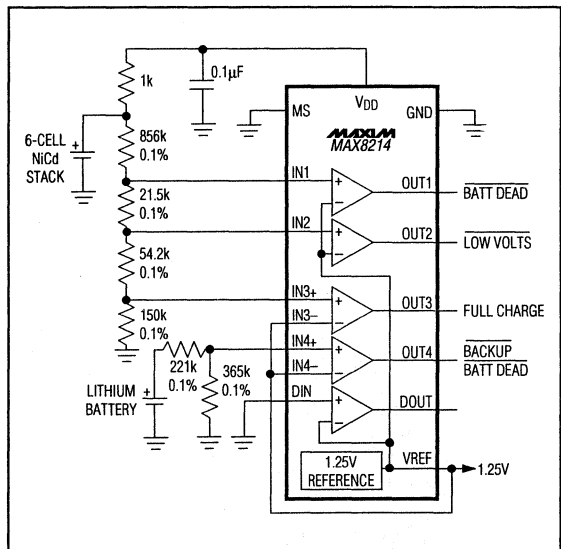 1k
0.1µF
MS
VDD
GND
MAXIM
MAX8214
6-CELL
NiCd
STACK
+
856k
0.1%
IN1
+
−
OUT1
BATT DEAD
21.5k
0.1%
IN2
+
−
OUT2
LOW VOLTS
54.2k
0.1%
IN3+
+
OUT3
FULL CHARGE
IN3-
−
150k
0.1%
IN4+
+
OUT4
BACKUP
BATT DEAD
IN4-
−
221k
0.1%
365k
0.1%
LITHIUM
BATTERY
+
DIN
+
−
DOUT
1.25V
REFERENCE
VREF
1.25V